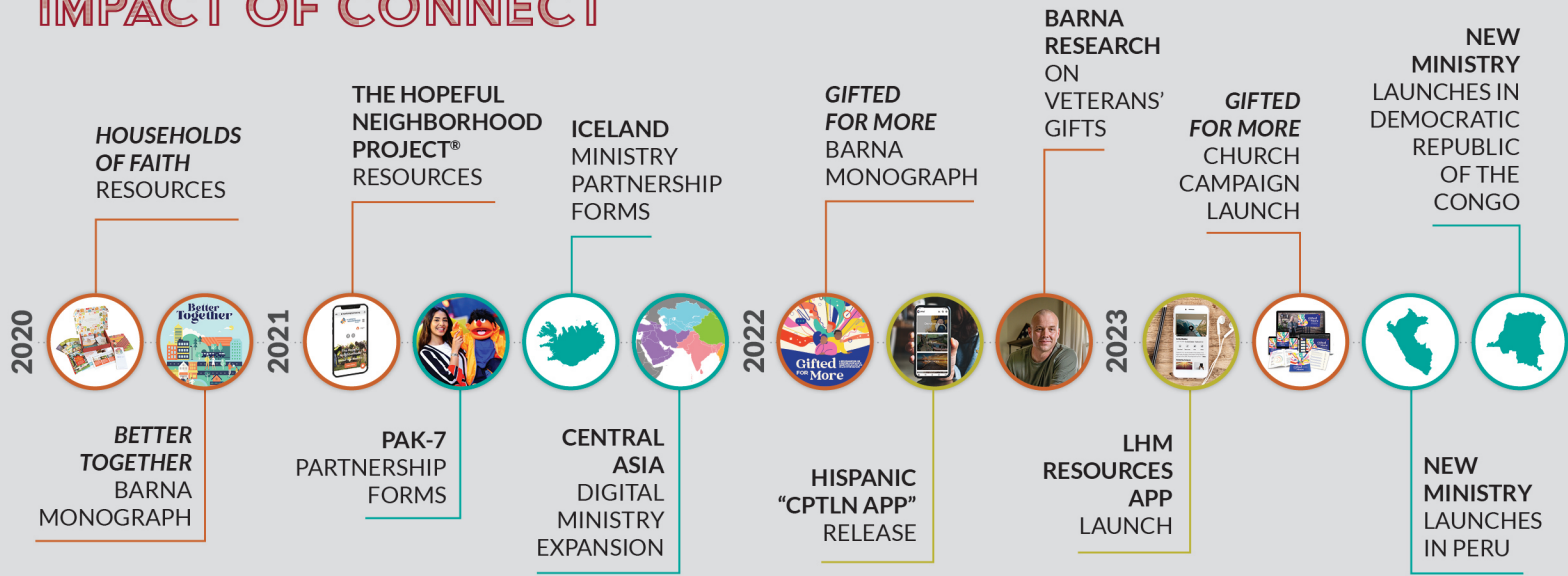 IMPACT OF CONNECT
2020
HOUSEHOLDS
OF FAITH
RESOURCES
Better
Together
BETTER
TOGETHER
BARNA
MONOGRAPH
2021
THE HOPEFUL
NEIGHBORHOOD
PROJECT®
RESOURCES
PAK-7
PARTNERSHIP
FORMS
ICELAND
MINISTRY
PARTNERSHIP
FORMS
CENTRAL
ASIA
DIGITAL
MINISTRY
EXPANSION
2022
GIFTED
FOR MORE
BARNA
MONOGRAPH
Gifted
FOR More
HISPANIC
“CPTLN APP”
RELEASE
BARNA
RESEARCH
ON
VETERANS’
GIFTS
2023
LHM
RESOURCES
APP
LAUNCH
GIFTED
FOR MORE
CHURCH
CAMPAIGN
LAUNCH
NEW
MINISTRY
LAUNCHES
IN PERU
NEW
MINISTRY
LAUNCHES IN
DEMOCRATIC
REPUBLIC
OF THE
CONGO